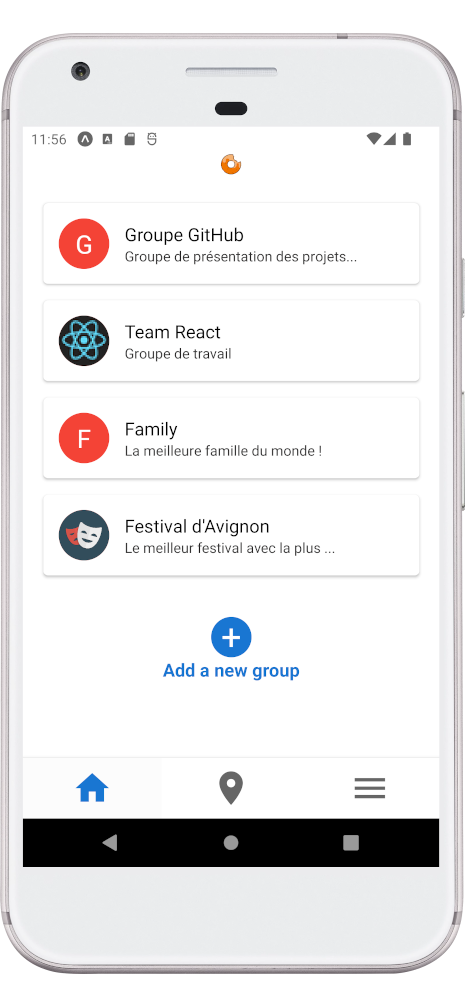 11:56
G
Groupe GitHub
Groupe de présentation des projets...
Team React
Groupe de travail
F
Family
La meilleure famille du monde !
Festival d'Avignon
Le meilleur festival avec la plus ...
Add a new group